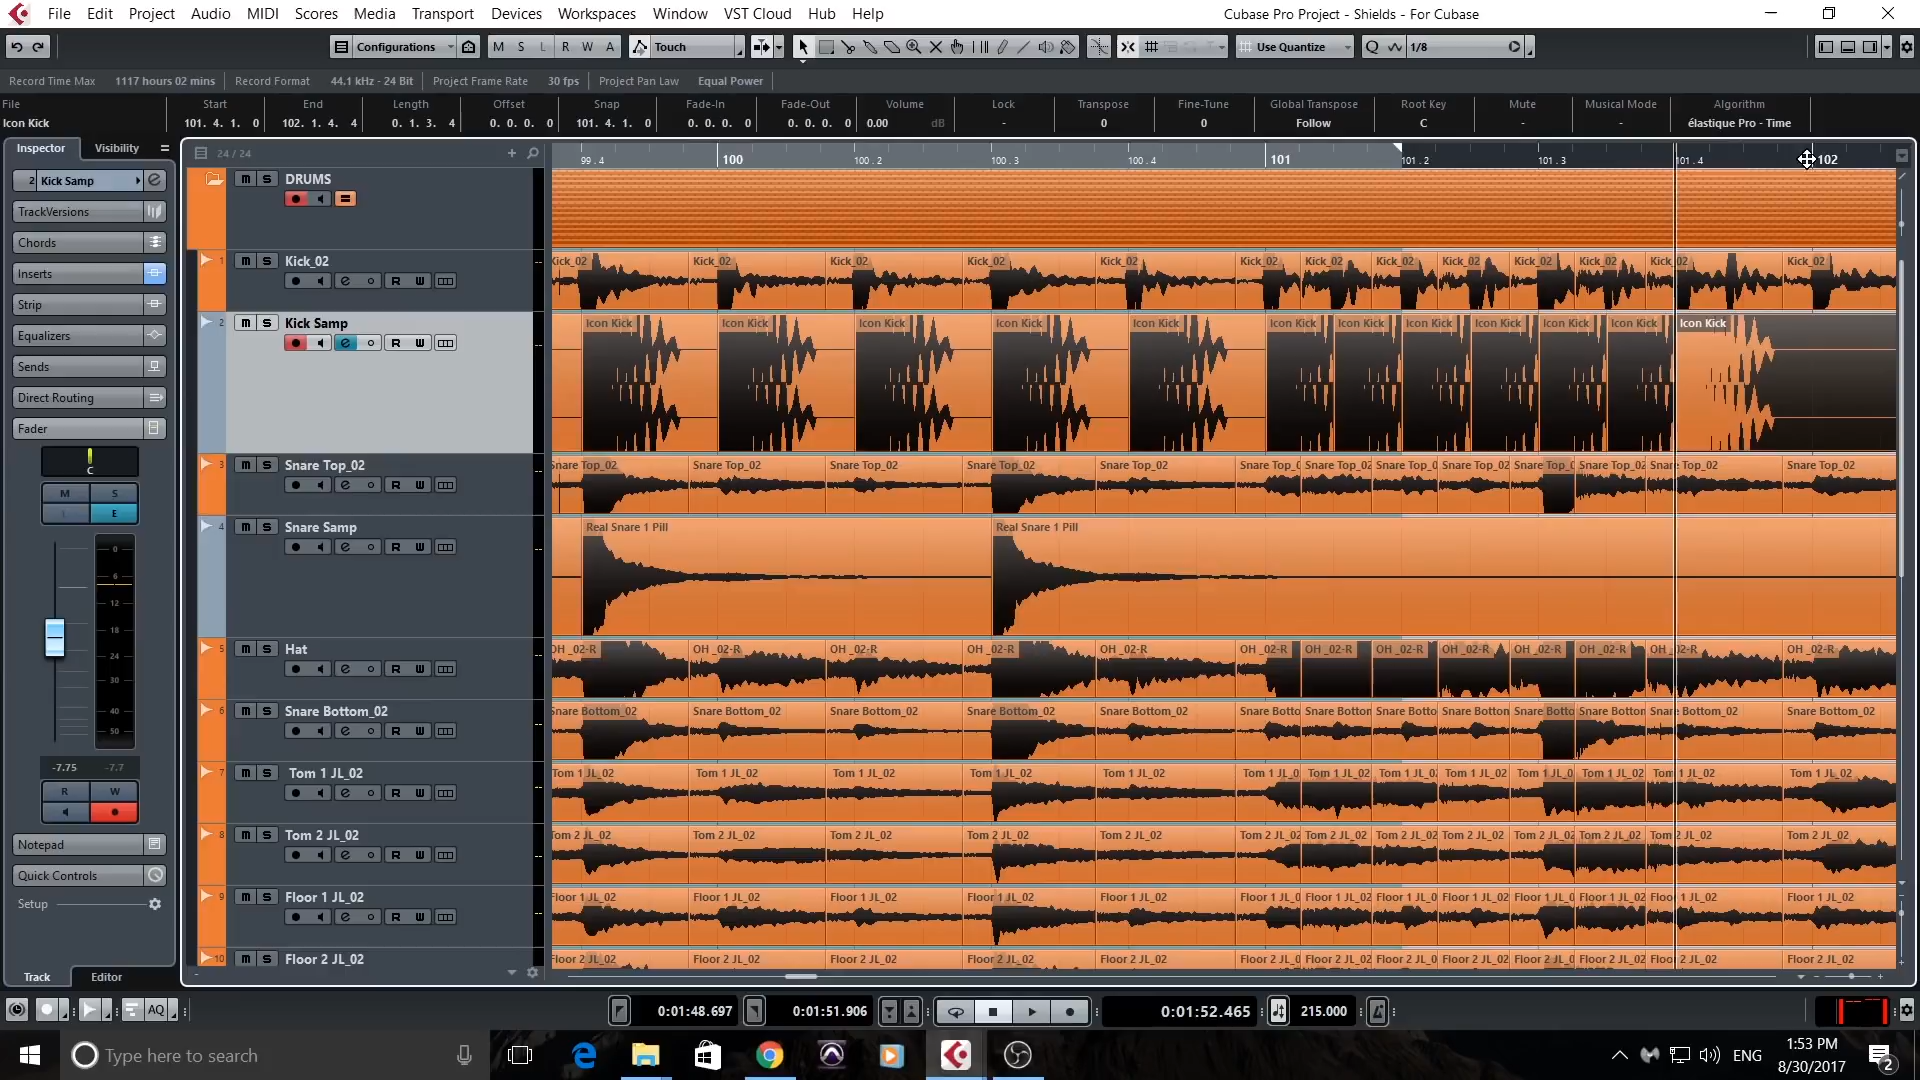 File Edit Project Audio MIDI Scores Media Transport Devices Workspaces Window VST Cloud Hub Help
Cubase Pro Project - Shields - For Cubase
Configurations M S L R W A Touch Use Quantize Q 1/8
Record Time Max 1117 hours 02 mins Record Format 44.1 kHz - 24 Bit Project Frame Rate 30 fps Project Pan Law Equal Power
File Start End Length Offset Snap Fade-In Fade-Out Volume Lock Transpose Fine-Tune Global Transpose Root Key Mute Musical Mode Algorithm
Icon Kick 101. 4. 1. 0 102. 1. 4. 4 0. 1. 3. 4 0. 0. 0. 0 101. 4. 1. 0 0. 0. 0. 0 0. 0. 0. 0 0.00 dB - 0 0 Follow C - - élastique Pro - Time
Inspector Visibility
24 / 24
99. 4 100 100. 2 100. 3 100. 4 101 101. 2 101. 3 101. 4 102
2 Kick Samp
TrackVersions
Chords
Inserts
Strip
Equalizers
Sends
Direct Routing
Fader
C
M S
E
0
6
12
18
24
30
40
50
-7.75 -7.7
R W
Notepad
Quick Controls
Setup
Track Editor
m S DRUMS
1 m S Kick_02
R W
Kick_02 Kick_02 Kick_02 Kick_02 Kick_02 Kick_02 Kick_02 Kick_02 Kick_02 Kick_02 Kick_02 Kick_02
2 m S Kick Samp
R W
Icon Kick Icon Kick Icon Kick Icon Kick Icon Kick Icon Kick Icon Kick Icon Kick Icon Kick Icon Kick Icon Kick Icon Kick
3 m S Snare Top_02
R W
Snare Top_02 Snare Top_02 Snare Top_02 Snare Top_02 Snare Top_02 Snare Top_0 Snare Top_02 Snare Top_0 Snare Top_02 Snare Top_0 Snare Top_02 Snare Top_02 Snare Top_02
4 m S Snare Samp
R W
Real Snare 1 Pill Real Snare 1 Pill
5 m S Hat
R W
OH _02-R OH _02-R OH _02-R OH _02-R OH _02-R OH _02-R OH _02-R OH _02-R OH _02-R OH _02-R OH _02-R OH _02-R OH _02-R
6 m S Snare Bottom_02
R W
Snare Bottom_02 Snare Bottom_02 Snare Bottom_02 Snare Bottom_02 Snare Bottom_02 Snare Botto Snare Bottom Snare Botto Snare Bottom Snare Botto Snare Bottom Snare Bottom_02 Snare Bottom_02
7 m S Tom 1 JL_02
R W
Tom 1 JL_02 Tom 1 JL_02 Tom 1 JL_02 Tom 1 JL_02 Tom 1 JL_02 Tom 1 JL_0 Tom 1 JL_02 Tom 1 JL_0 Tom 1 JL_02 Tom 1 JL_0 Tom 1 JL_02 Tom 1 JL_02 Tom 1 JL_02
8 m S Tom 2 JL_02
R W
Tom 2 JL_02 Tom 2 JL_02 Tom 2 JL_02 Tom 2 JL_02 Tom 2 JL_02 Tom 2 JL_0 Tom 2 JL_02 Tom 2 JL_0 Tom 2 JL_02 Tom 2 JL_0 Tom 2 JL_02 Tom 2 JL_02 Tom 2 JL_02
9 m S Floor 1 JL_02
R W
Floor 1 JL_02 Floor 1 JL_02 Floor 1 JL_02 Floor 1 JL_02 Floor 1 JL_02 Floor 1 JL_0 Floor 1 JL_02 Floor 1 JL_0 Floor 1 JL_02 Floor 1 JL_0 Floor 1 JL_02 Floor 1 JL_02 Floor 1 JL_02
10 m S Floor 2 JL_02
Floor 2 JL_02 Floor 2 JL_02 Floor 2 JL_02 Floor 2 JL_02 Floor 2 JL_02 Floor 2 JL_0 Floor 2 JL_02 Floor 2 JL_0 Floor 2 JL_02 Floor 2 JL_0 Floor 2 JL_02 Floor 2 JL_02 Floor 2 JL_02
AQ 0:01:48.697 0:01:51.906 0:01:52.465 215.000
Type here to search
ENG 1:53 PM
8/30/2017
2